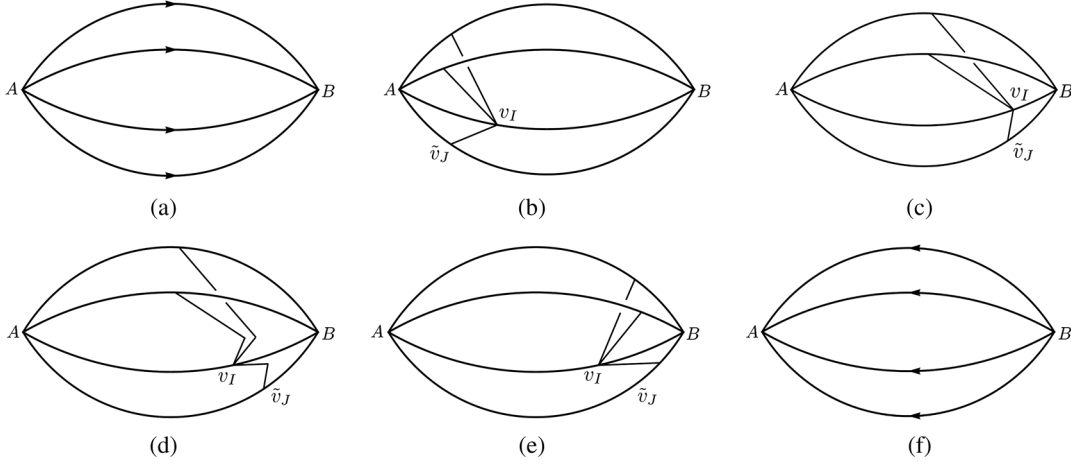 A B
(a)
A B
v_I
ṽ_J
(b)
A B
v_I
ṽ_J
(c)
A B
v_I
ṽ_J
(d)
A B
v_I
ṽ_J
(e)
A B
(f)